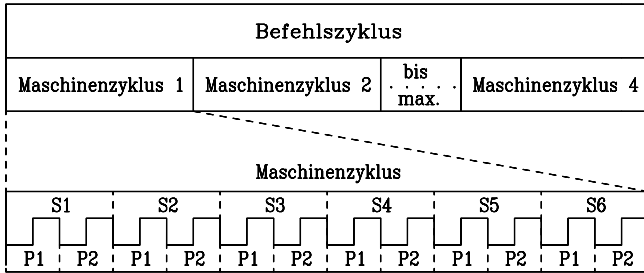 Befehlszyklus
Maschinenzyklus 1 Maschinenzyklus 2 bis max. Maschinenzyklus 4
Maschinenzyklus
S1 S2 S3 S4 S5 S6
P1 P2 P1 P2 P1 P2 P1 P2 P1 P2 P1 P2